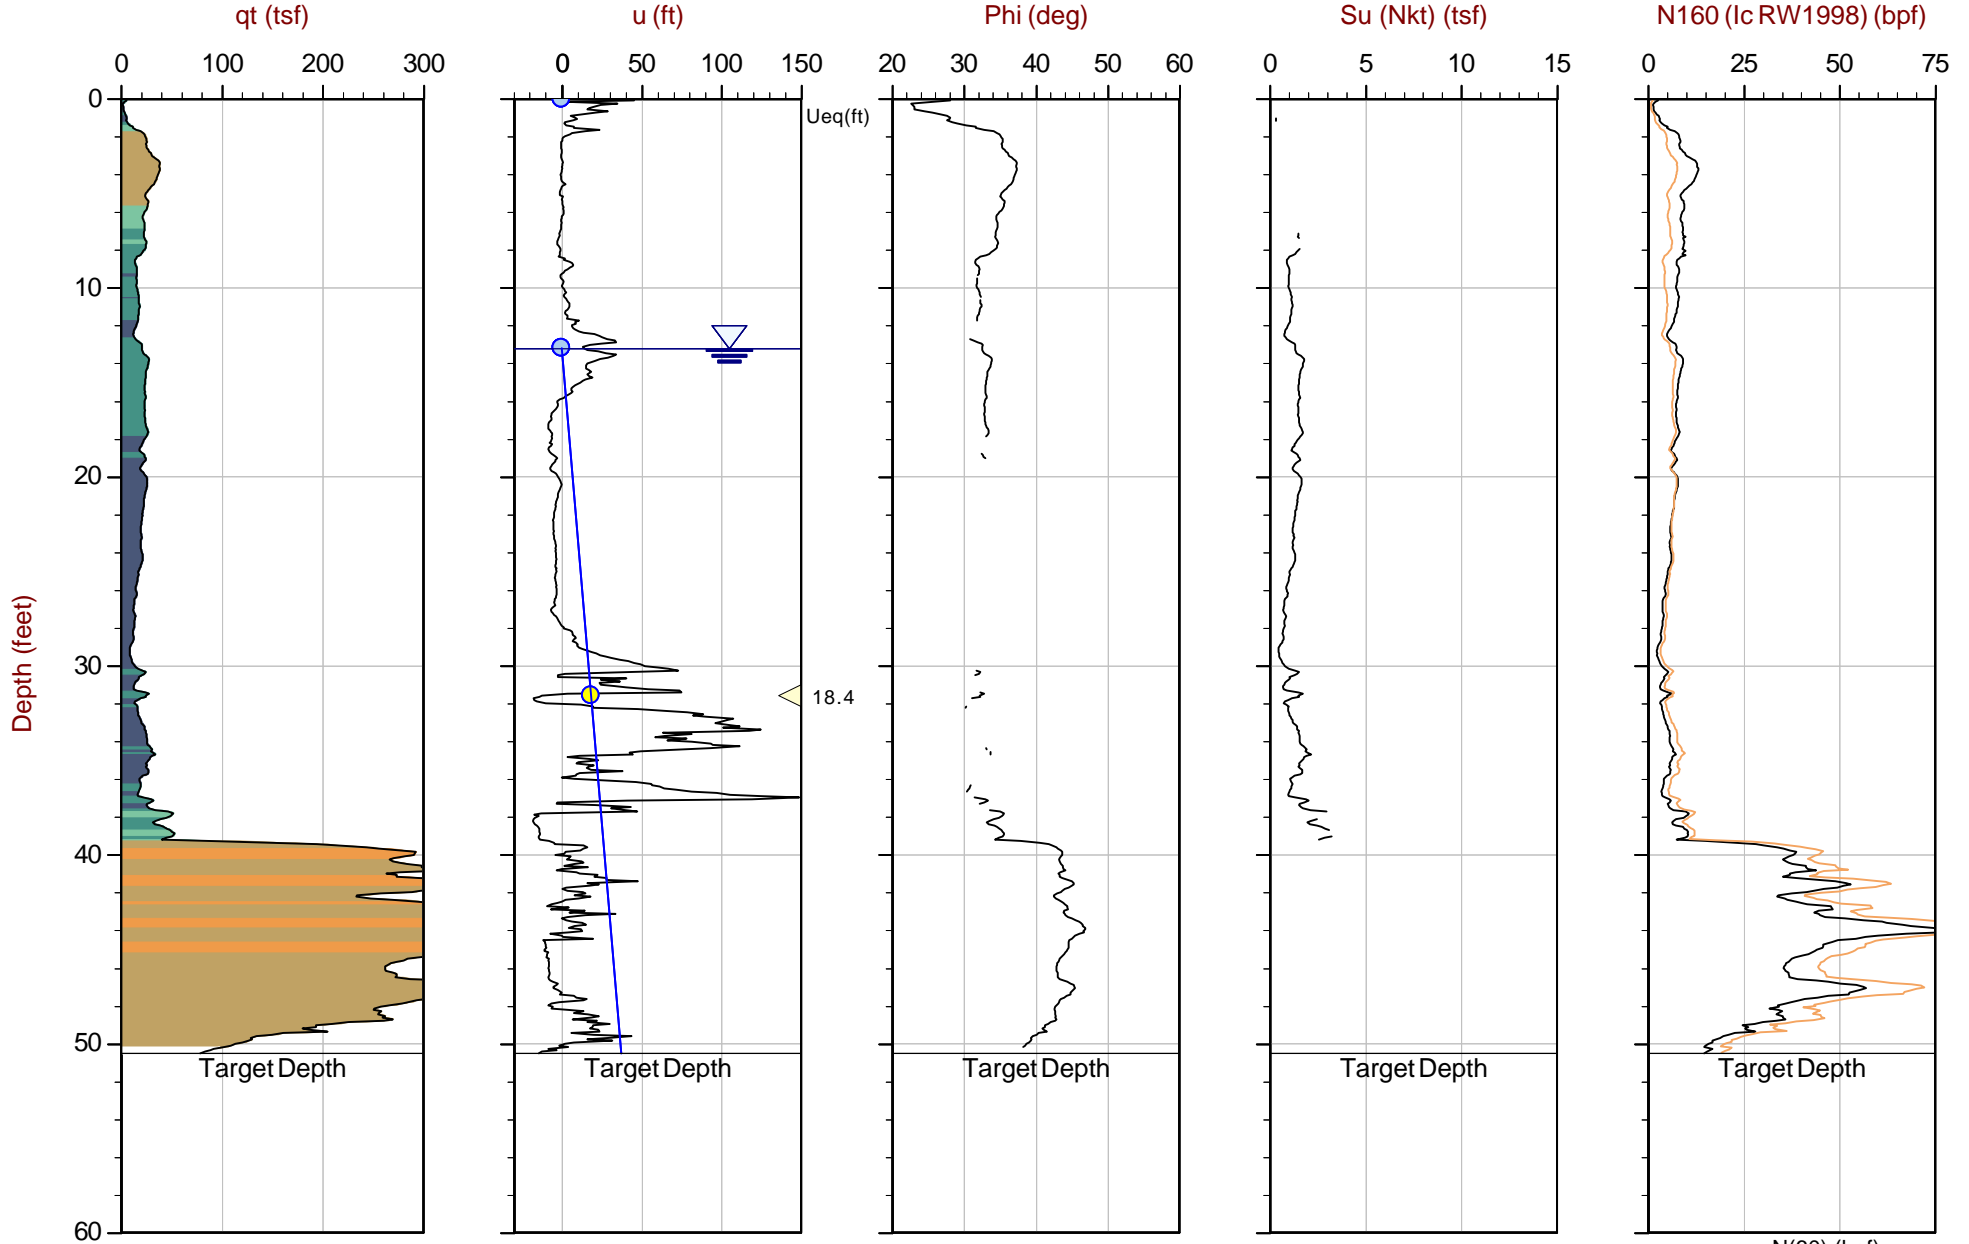 qt (tsf) u (ft) Phi (deg) Su (Nkt) (tsf) N160 (Ic RW1998) (bpf)
0 100 200 300 0 50 100 150 20 30 40 50 60 0 5 10 15 0 25 50 75
0
Ueq(ft)
10
20
30
18.4
Depth (feet)
40
50
Target Depth Target Depth Target Depth Target Depth Target Depth
60